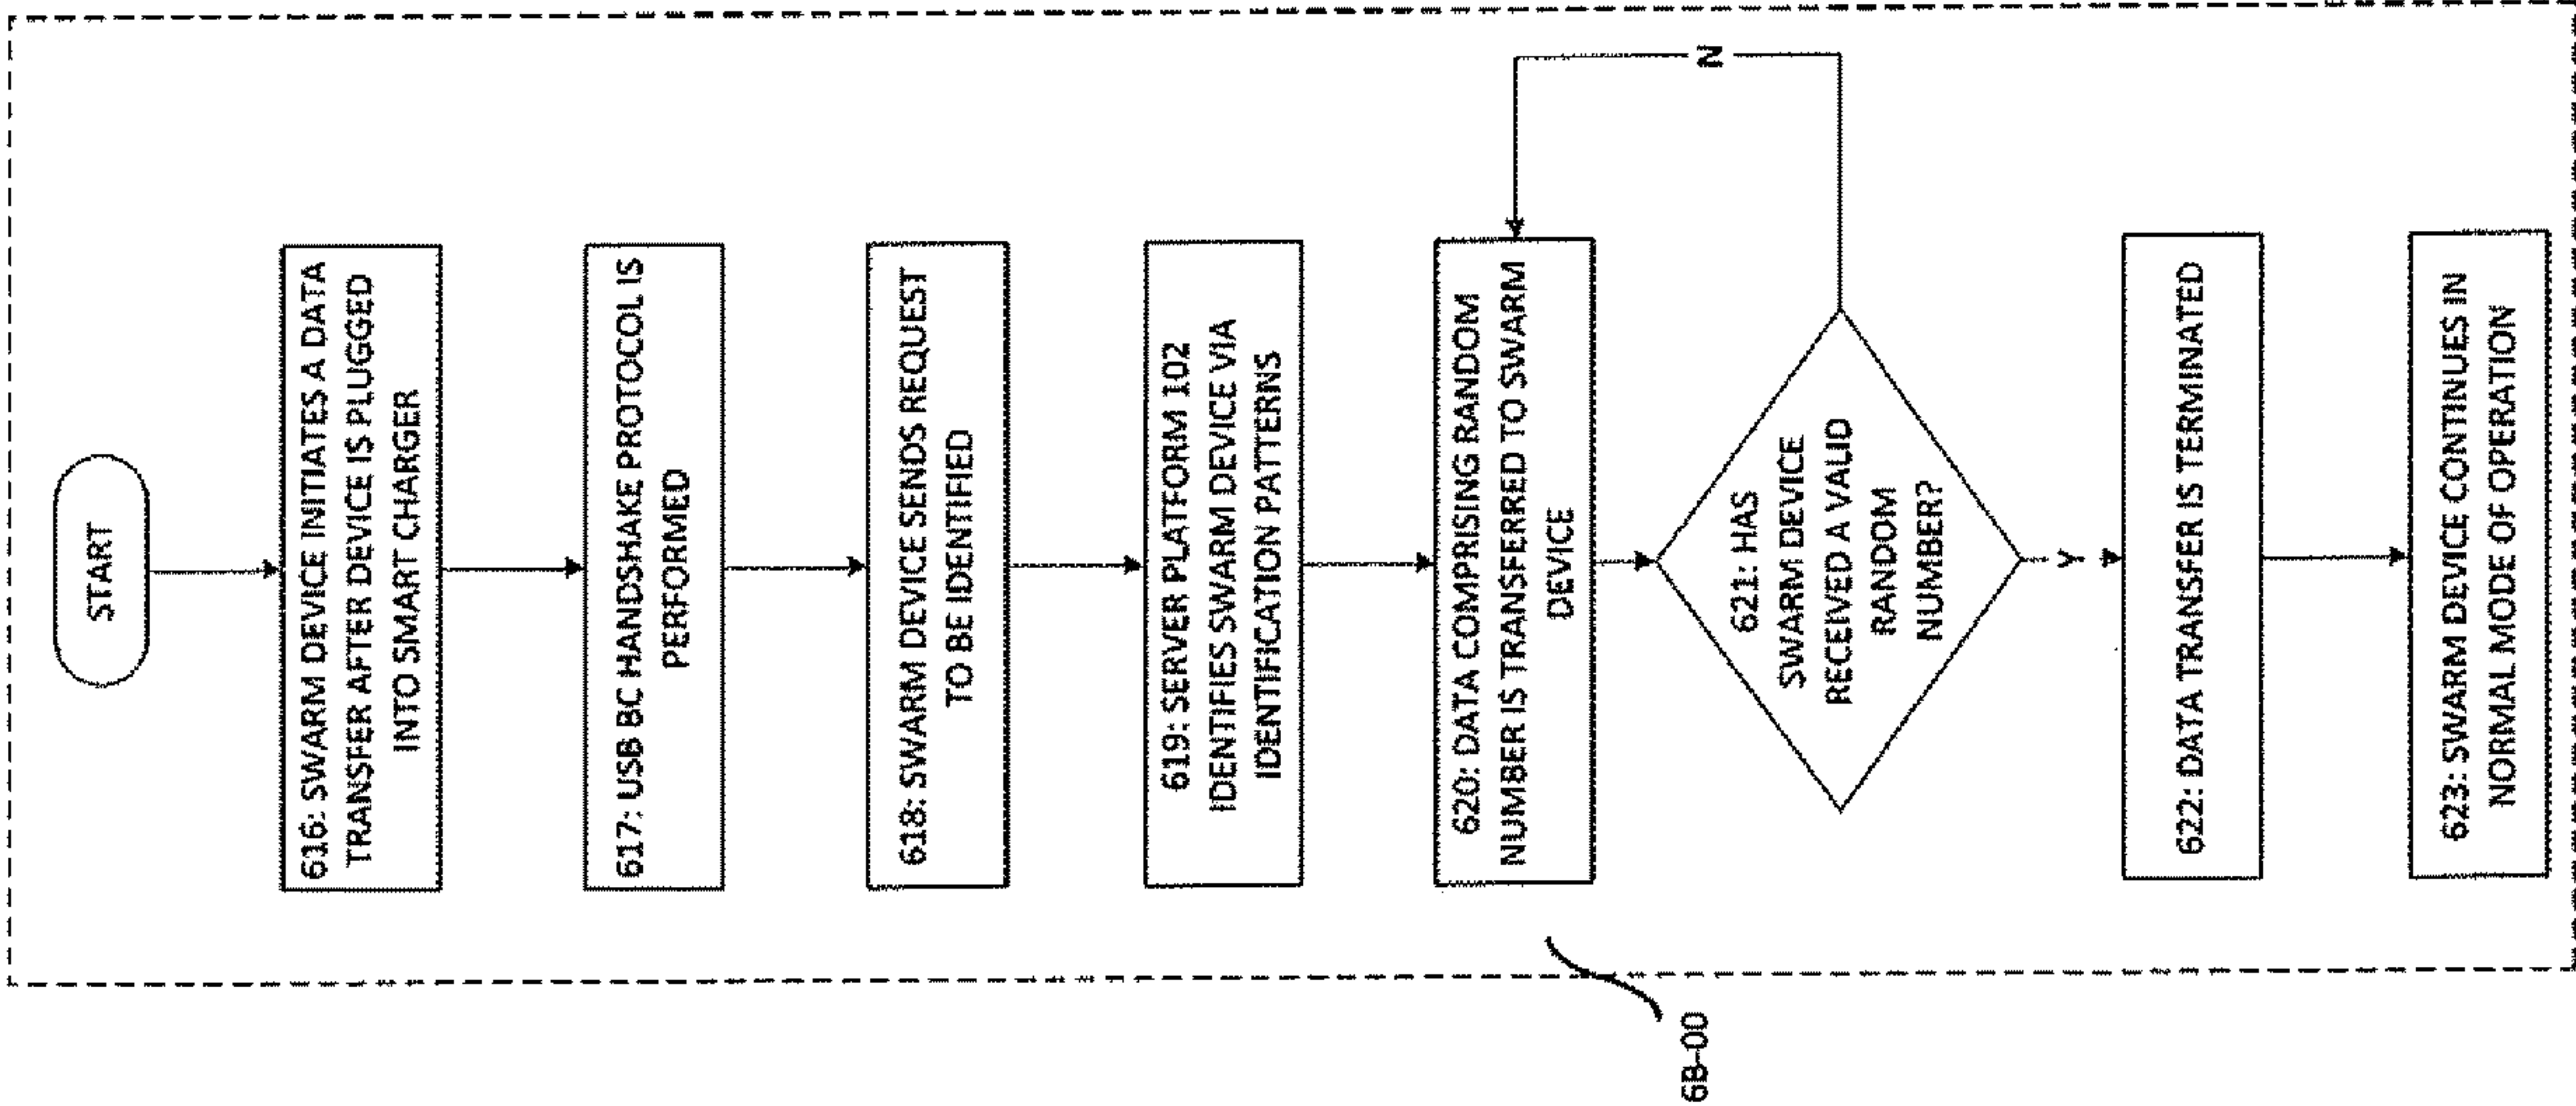 START
616: SWARM DEVICE INITIATES A DATA
TRANSFER AFTER DEVICE IS PLUGGED
INTO SMART CHARGER
617: USB BC HANDSHAKE PROTOCOL IS
PERFORMED
618: SWARM DEVICE SENDS REQUEST
TO BE IDENTIFIED
619: SERVER PLATFORM 102
IDENTIFIES SWARM DEVICE VIA
IDENTIFICATION PATTERNS
620: DATA COMPRISING RANDOM
NUMBER IS TRANSFERRED TO SWARM
DEVICE
621: HAS
SWARM DEVICE
RECEIVED A VALID
RANDOM
NUMBER?
N
Y
622: DATA TRANSFER IS TERMINATED
623: SWARM DEVICE CONTINUES IN
NORMAL MODE OF OPERATION
6B-00